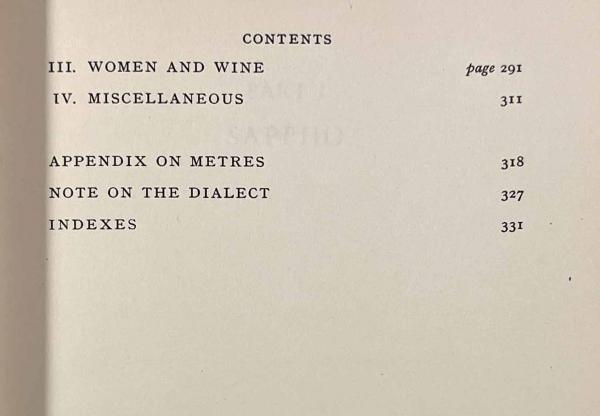 CONTENTS
III. WOMEN AND WINE page 291
IV. MISCELLANEOUS 311
APPENDIX ON METRES 318
NOTE ON THE DIALECT 327
INDEXES 331